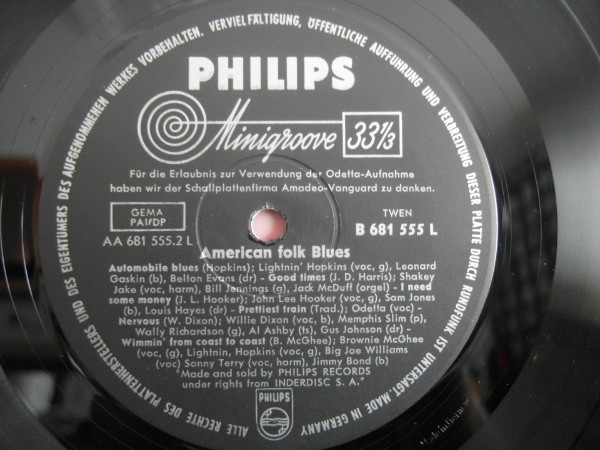 ALLE RECHTE DES PLATTENHERSTELLERS UND DES EIGENTÜMERS DES AUFGENOMMENEN WERKES VORBEHALTEN. VERVIELFÄLTIGUNG, ÖFFENTLICHE AUFFÜHRUNG UND VERBREITUNG DIESER PLATTE DURCH RUNDFUNK IST UNTERSAGT. MADE IN GERMANY
PHILIPS
Minigroove 33 1/3
Für die Erlaubnis zur Verwendung der Odetta-Aufnahme
haben wir der Schallplattenfirma Amadeo-Vanguard zu danken.
GEMA
PAI/DP
AA 681 555.2 L
TWEN
B 681 555 L
American folk Blues
Automobile blues (Hopkins); Lightnin' Hopkins (voc, g), Leonard
Gaskin (b), Belton Evans (dr) - Good times (J. D. Harris); Shakey
Jake (voc, harm), Bill Jennings (g), Jack McDuff (orgel) - I need
some money (J. L. Hooker); John Lee Hooker (voc, g), Sam Jones
(b), Louis Hayes (dr) - Prettiest train (Trad.); Odetta (voc) -
Nervous (W. Dixon); Willie Dixon (voc, b), Memphis Slim (p),
Wally Richardson (g), Al Ashby (ts), Gus Johnson (dr) -
Wimmin' from coast to coast (B. McGhee); Brownie McGhee
(voc, g), Lightnin, Hopkins (voc, g), Big Joe Williams
(voc) Sonny Terry (voc, harm), Jimmy Bond (b)
"Made and sold by PHILIPS RECORDS
under rights from INTERDISC S. A."
PHILIPS
Made in Germany